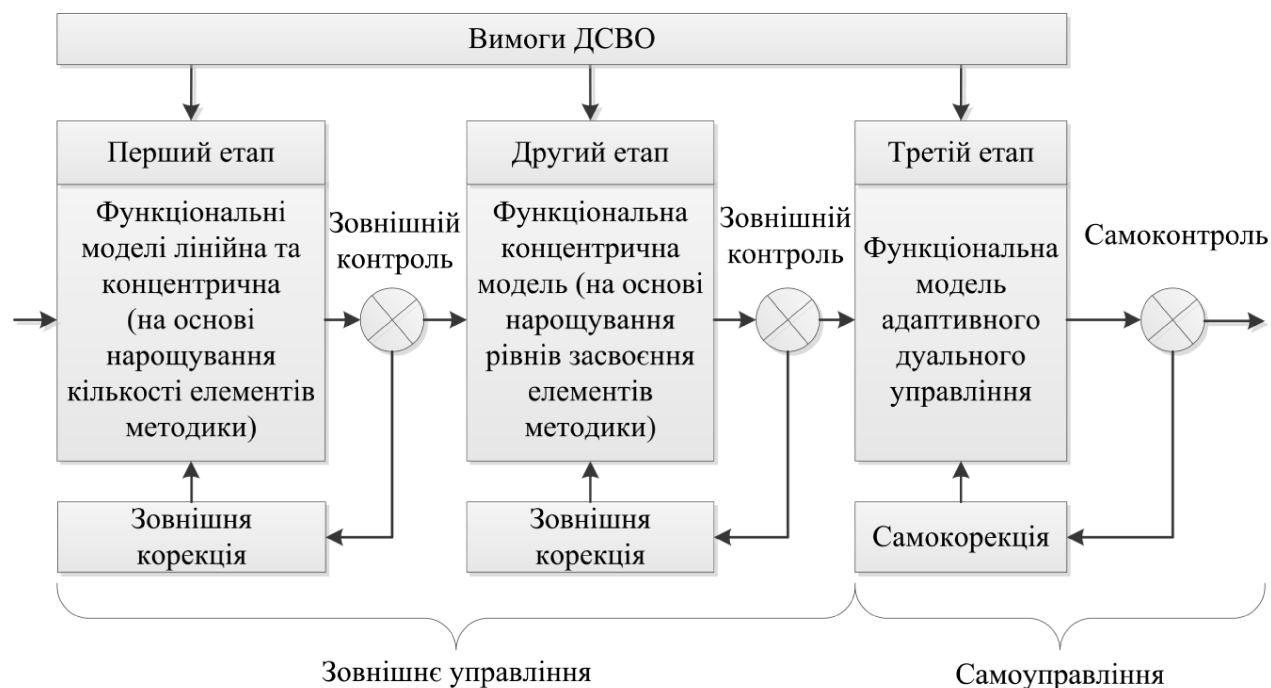 Вимоги ДСВО
Перший етап
Функціональні
моделі лінійна та
концентрична
(на основі
нарощування
кількості елементів
методики)
Зовнішній
контроль
Другий етап
Функціональна
концентрична
модель (на основі
нарощування
рівнів засвоєння
елементів
методики)
Зовнішній
контроль
Третій етап
Функціональна
модель
адаптивного
дуального
управління
Самоконтроль
Зовнішня
корекція
Зовнішня
корекція
Самокорекція
Зовнішнє управління
Самоуправління